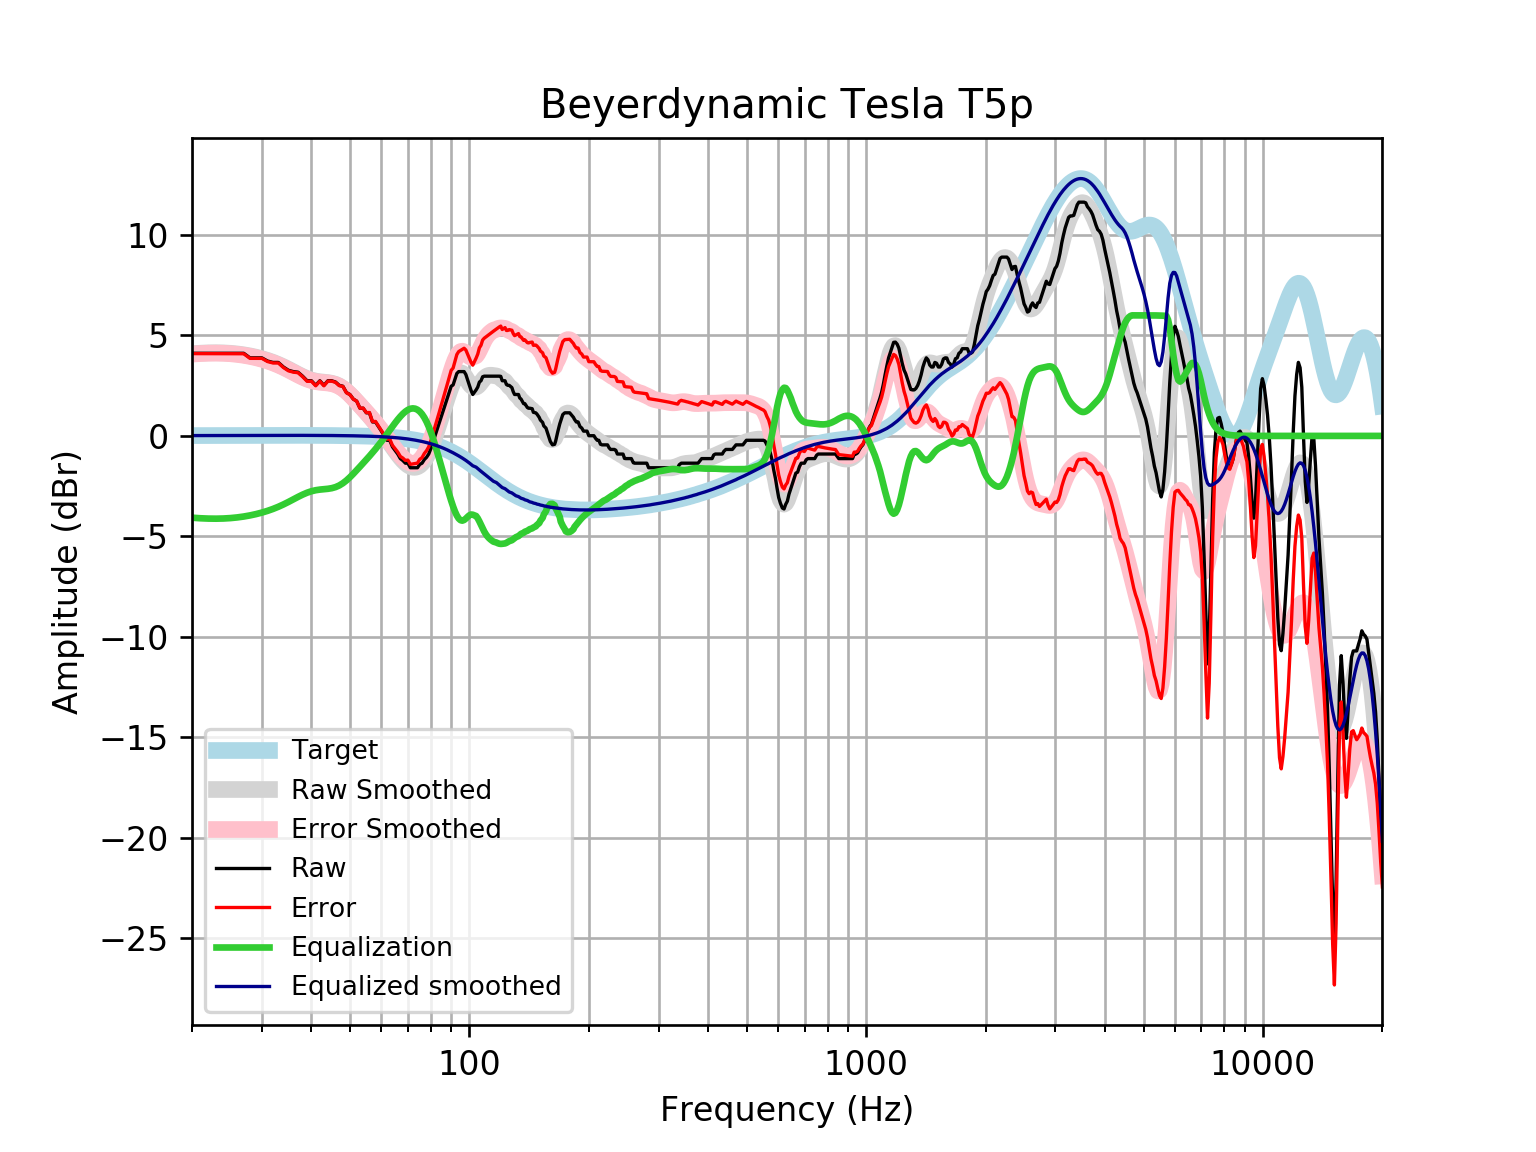 Beyerdynamic Tesla T5p
10
5
0
−5
−10
−15
−20
−25
Amplitude (dBr)
Target
Raw Smoothed
Error Smoothed
Raw
Error
Equalization
Equalized smoothed
100
1000
10000
Frequency (Hz)